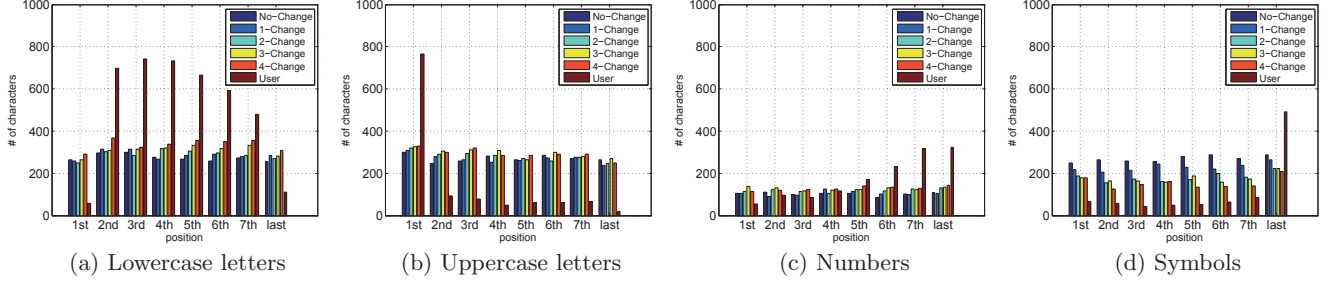 1000
800
600
400
200
0
# of characters
1st 2nd 3rd 4th 5th 6th 7th last
position
No-Change
1-Change
2-Change
3-Change
4-Change
User
(a) Lowercase letters
1000
800
600
400
200
0
# of characters
1st 2nd 3rd 4th 5th 6th 7th last
position
No-Change
1-Change
2-Change
3-Change
4-Change
User
(b) Uppercase letters
1000
800
600
400
200
0
# of characters
1st 2nd 3rd 4th 5th 6th 7th last
position
No-Change
1-Change
2-Change
3-Change
4-Change
User
(c) Numbers
1000
800
600
400
200
0
# of characters
1st 2nd 3rd 4th 5th 6th 7th last
position
No-Change
1-Change
2-Change
3-Change
4-Change
User
(d) Symbols